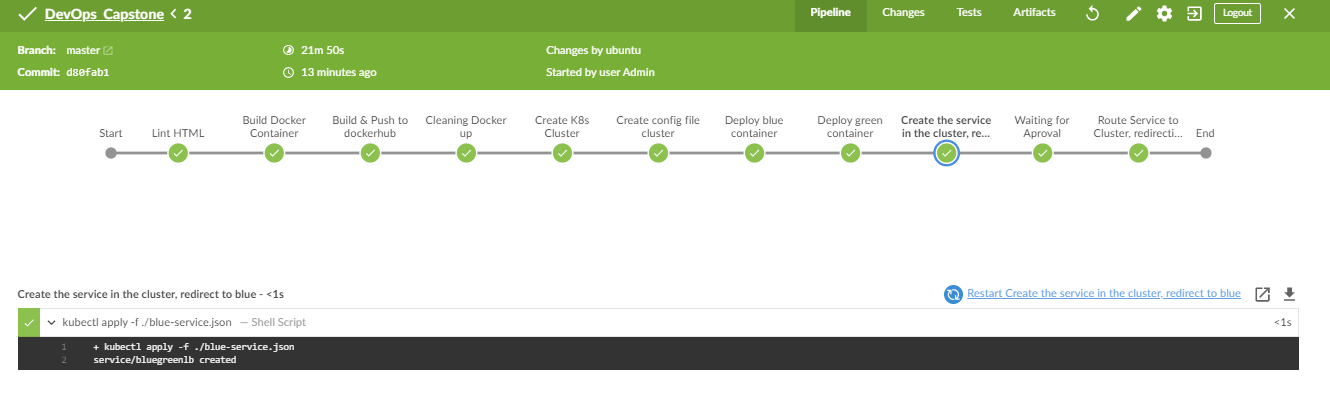 DevOps_Capstone < 2
Pipeline Changes Tests Artifacts Logout
Branch: master 21m 50s Changes by ubuntu
Commit: d80fab1 13 minutes ago Started by user Admin
Start
Lint HTML
Build Docker
Container
Build & Push to
dockerhub
Cleaning Docker
up
Create K8s
Cluster
Create config file
cluster
Deploy blue
container
Deploy green
container
Create the service
in the cluster, re...
Waiting for
Aproval
Route Service to
Cluster, redirecti...
End
Create the service in the cluster, redirect to blue - <1s
Restart Create the service in the cluster, redirect to blue
kubectl apply -f ./blue-service.json — Shell Script <1s
1 + kubectl apply -f ./blue-service.json
2 service/bluegreenlb created